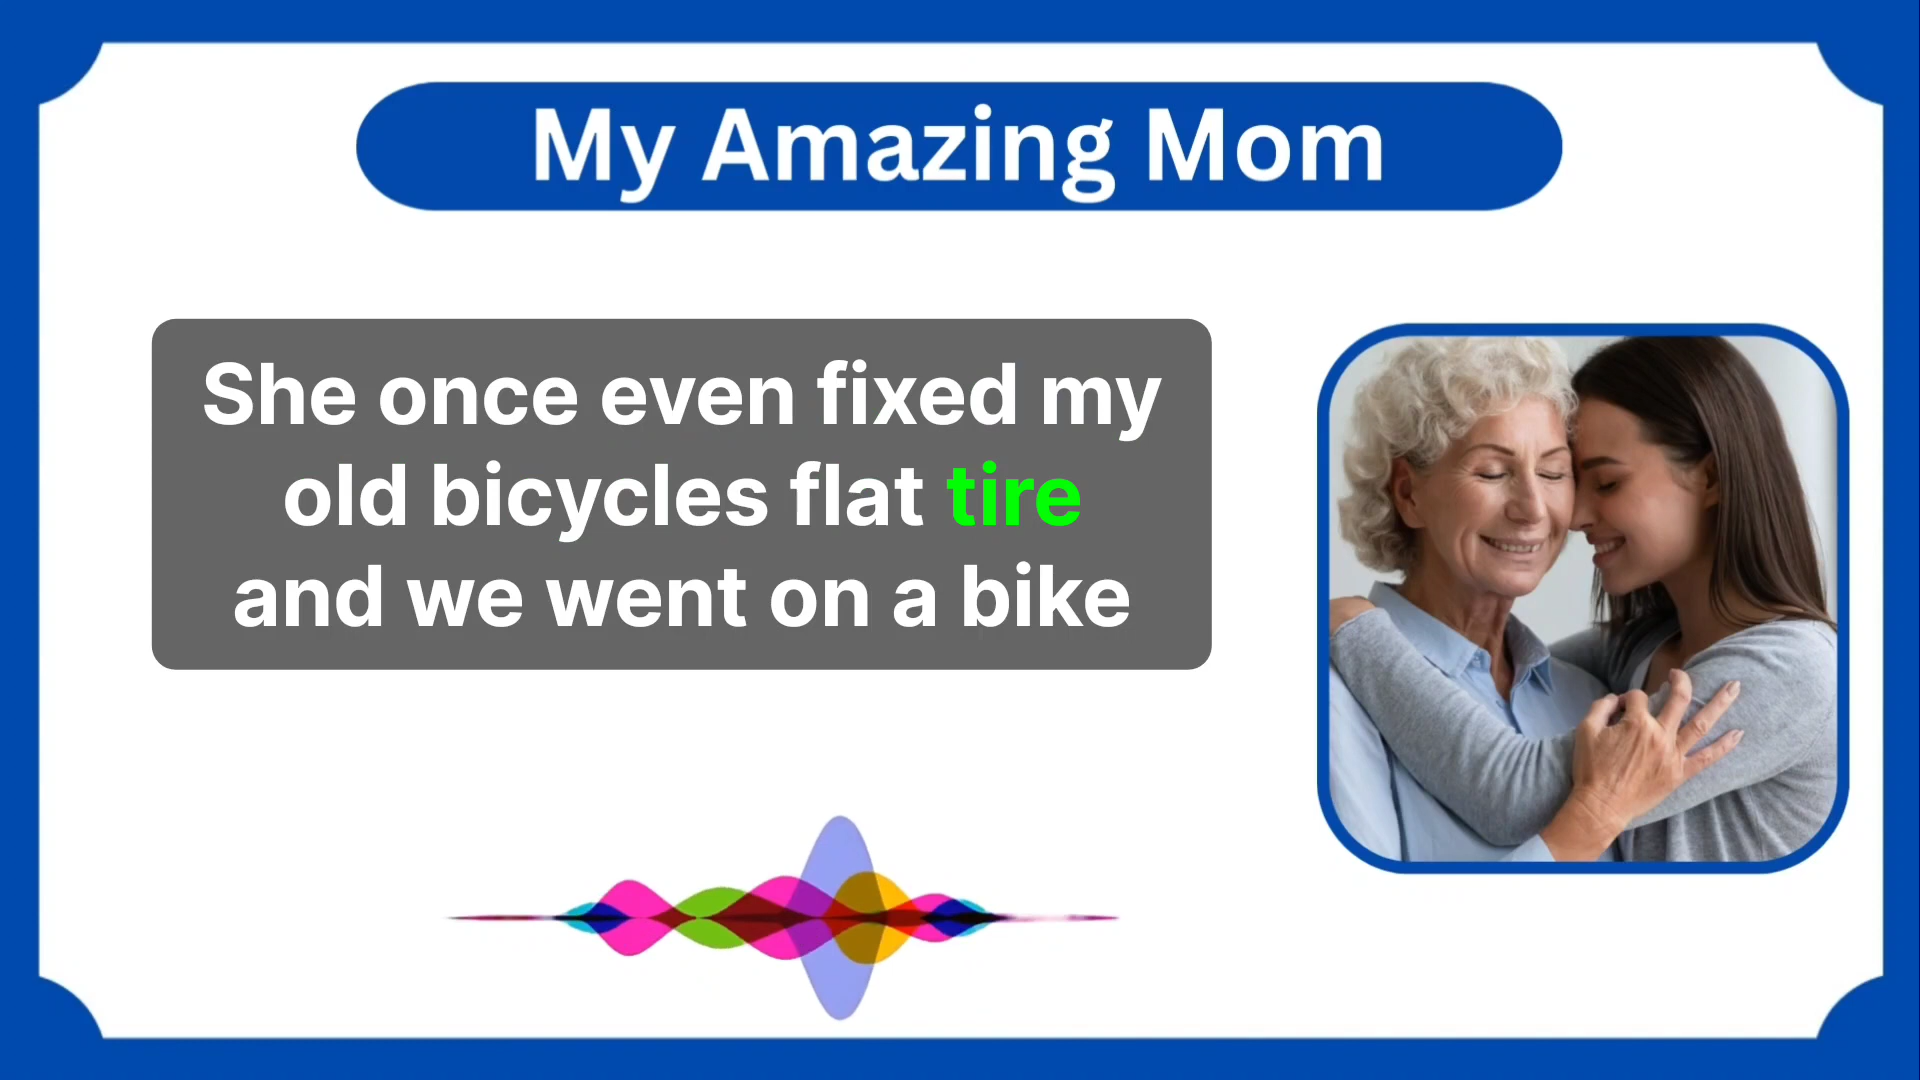 My Amazing Mom
She once even fixed my
old bicycles flat tire
and we went on a bike